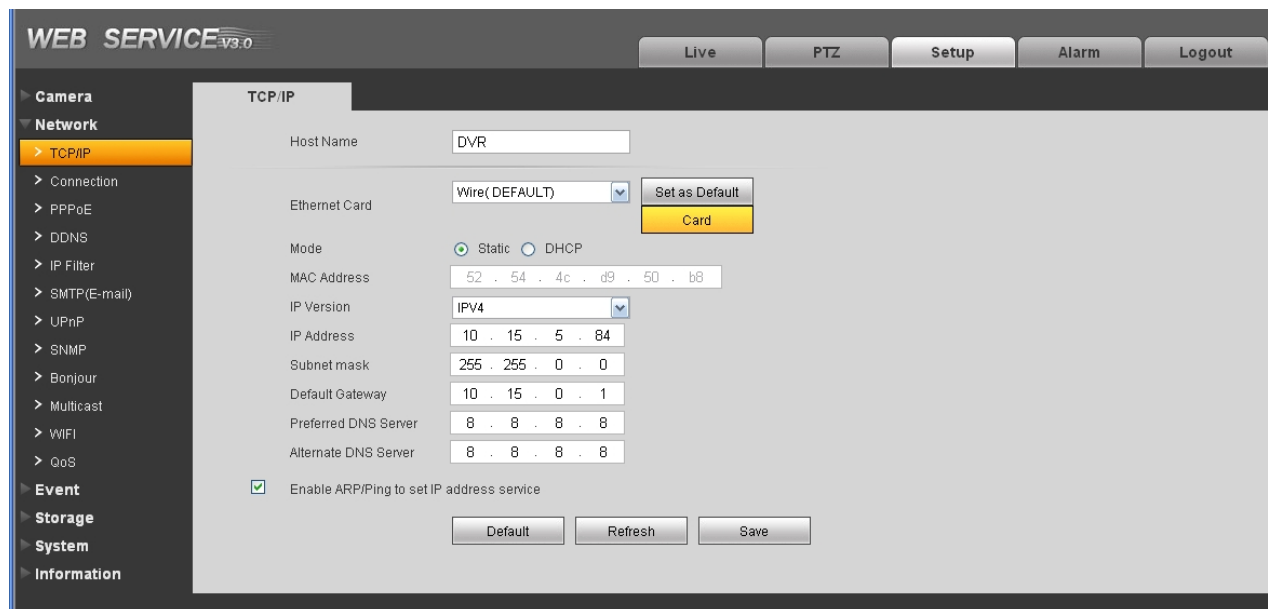 WEB SERVICE V3.0
Live PTZ Setup Alarm Logout
Camera
Network
> TCP/IP
> Connection
> PPPoE
> DDNS
> IP Filter
> SMTP(E-mail)
> UPnP
> SNMP
> Bonjour
> Multicast
> WIFI
> QoS
Event
Storage
System
Information
TCP/IP
Host Name DVR
Ethernet Card Wire(DEFAULT) Set as Default
Card
Mode Static DHCP
MAC Address 52 . 54 . 4c . d9 . 50 . b8
IP Version IPV4
IP Address 10 . 15 . 5 . 84
Subnet mask 255 . 255 . 0 . 0
Default Gateway 10 . 15 . 0 . 1
Preferred DNS Server 8 . 8 . 8 . 8
Alternate DNS Server 8 . 8 . 8 . 8
Enable ARP/Ping to set IP address service
Default Refresh Save